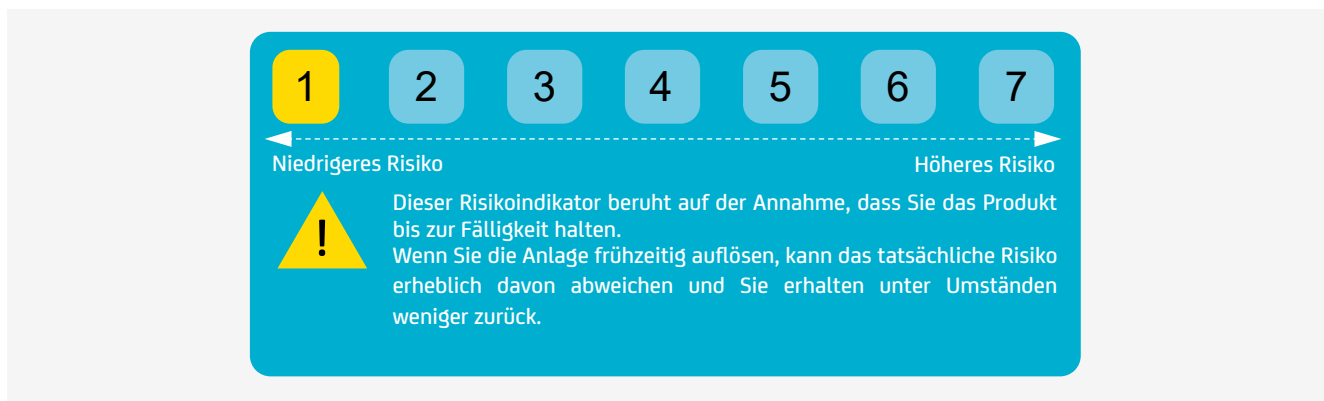 1 2 3 4 5 6 7
Niedrigeres Risiko Höheres Risiko
! Dieser Risikoindikator beruht auf der Annahme, dass Sie das Produkt
bis zur Fälligkeit halten.
Wenn Sie die Anlage frühzeitig auflösen, kann das tatsächliche Risiko
erheblich davon abweichen und Sie erhalten unter Umständen
weniger zurück.